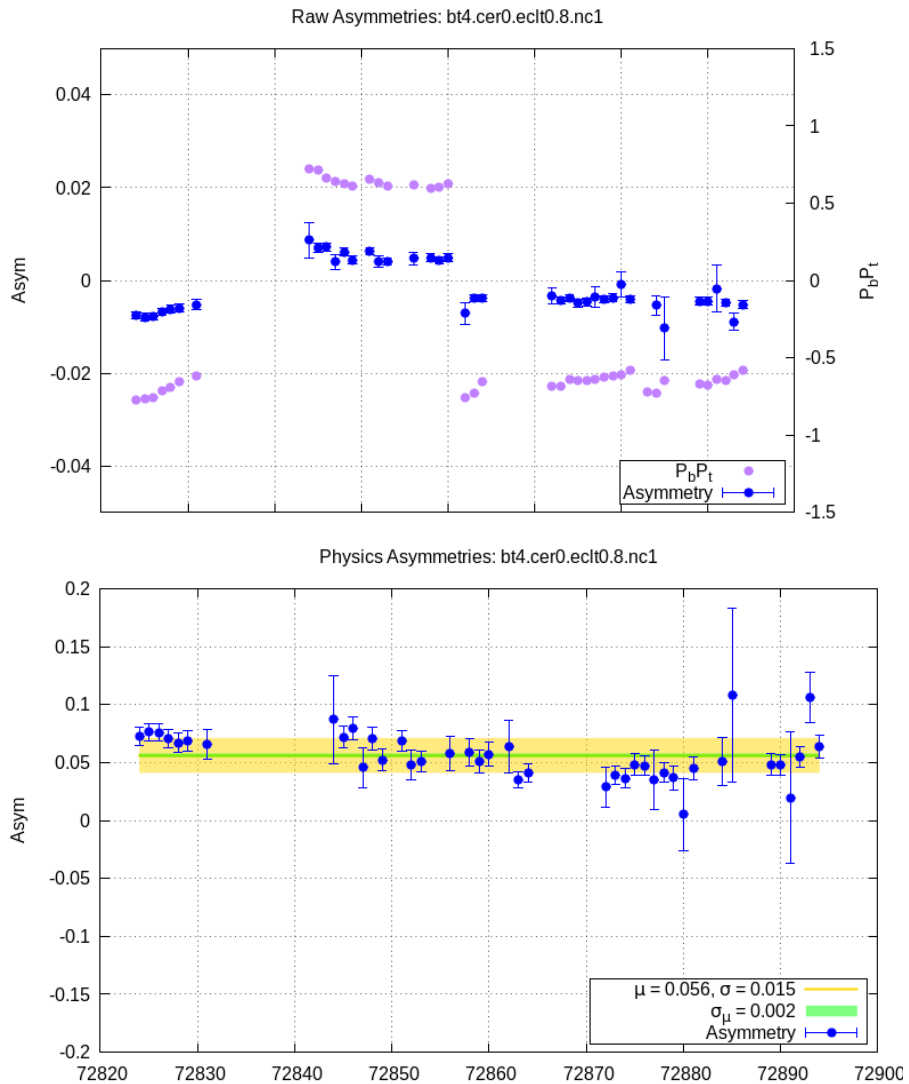 Raw Asymmetries: bt4.cer0.eclt0.8.nc1
Asym
0.04
0.02
0
-0.02
-0.04
1.5
1
0.5
0
-0.5
-1
-1.5
P_bP_t
P_bP_t
Asymmetry
Physics Asymmetries: bt4.cer0.eclt0.8.nc1
Asym
0.2
0.15
0.1
0.05
0
-0.05
-0.1
-0.15
-0.2
μ = 0.056, σ = 0.015
σ_μ = 0.002
Asymmetry
72820 72830 72840 72850 72860 72870 72880 72890 72900